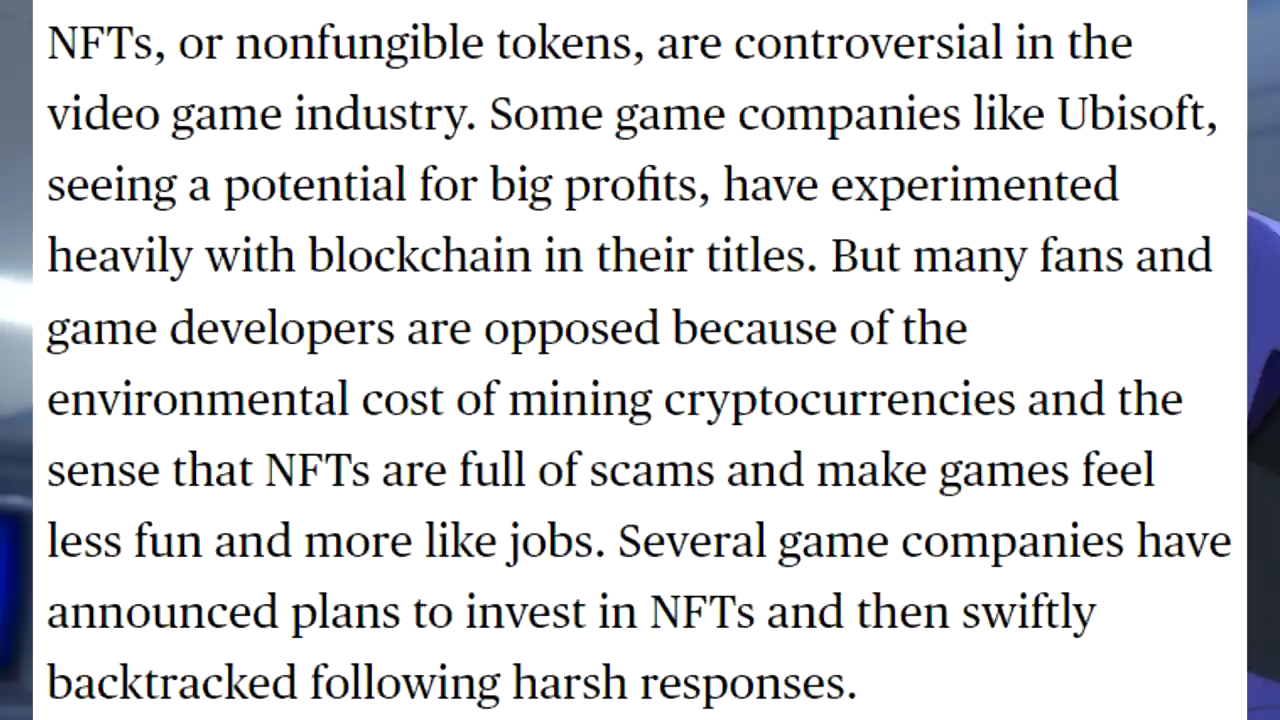 NFTs, or nonfungible tokens, are controversial in the
video game industry. Some game companies like Ubisoft,
seeing a potential for big profits, have experimented
heavily with blockchain in their titles. But many fans and
game developers are opposed because of the
environmental cost of mining cryptocurrencies and the
sense that NFTs are full of scams and make games feel
less fun and more like jobs. Several game companies have
announced plans to invest in NFTs and then swiftly
backtracked following harsh responses.